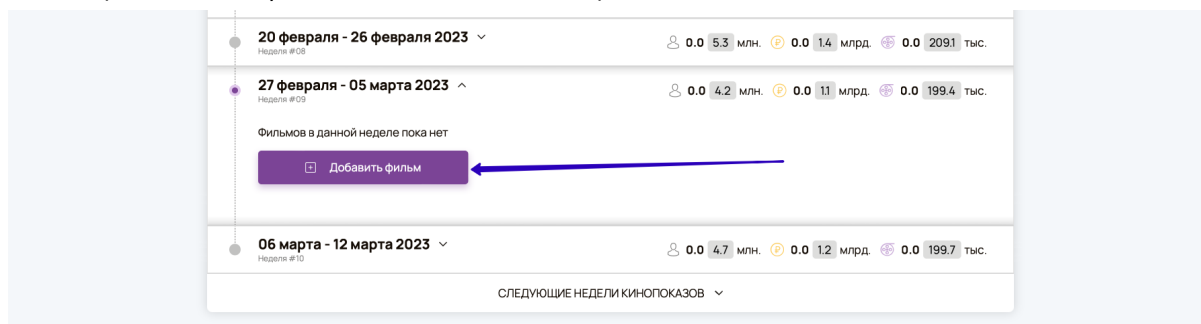 20 февраля - 26 февраля 2023
Неделя #08
0.0 5.3 млн. 0.0 1.4 млрд. 0.0 209.1 тыс.
27 февраля - 05 марта 2023
Неделя #09
0.0 4.2 млн. 0.0 1.1 млрд. 0.0 199.4 тыс.
Фильмов в данной неделе пока нет
Добавить фильм
06 марта - 12 марта 2023
Неделя #10
0.0 4.7 млн. 0.0 1.2 млрд. 0.0 199.7 тыс.
СЛЕДУЮЩИЕ НЕДЕЛИ КИНОПОКАЗОВ